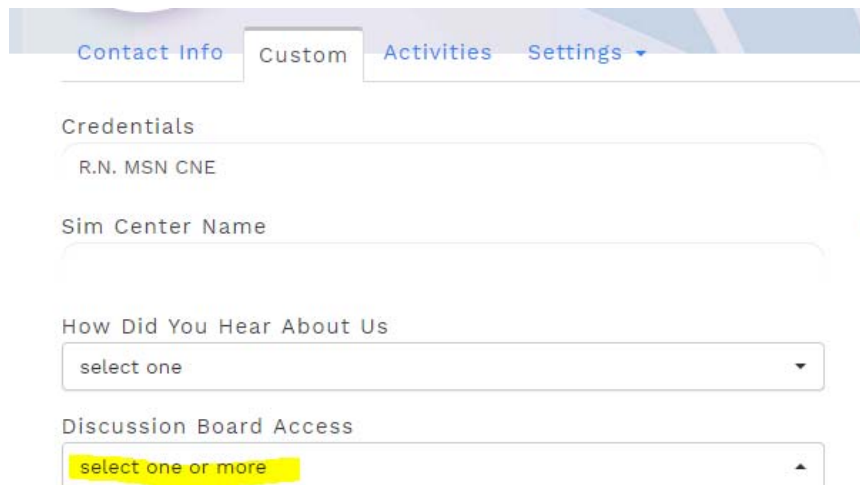 Contact Info Custom Activities Settings
Credentials
R.N. MSN CNE
Sim Center Name
How Did You Hear About Us
select one
Discussion Board Access
select one or more